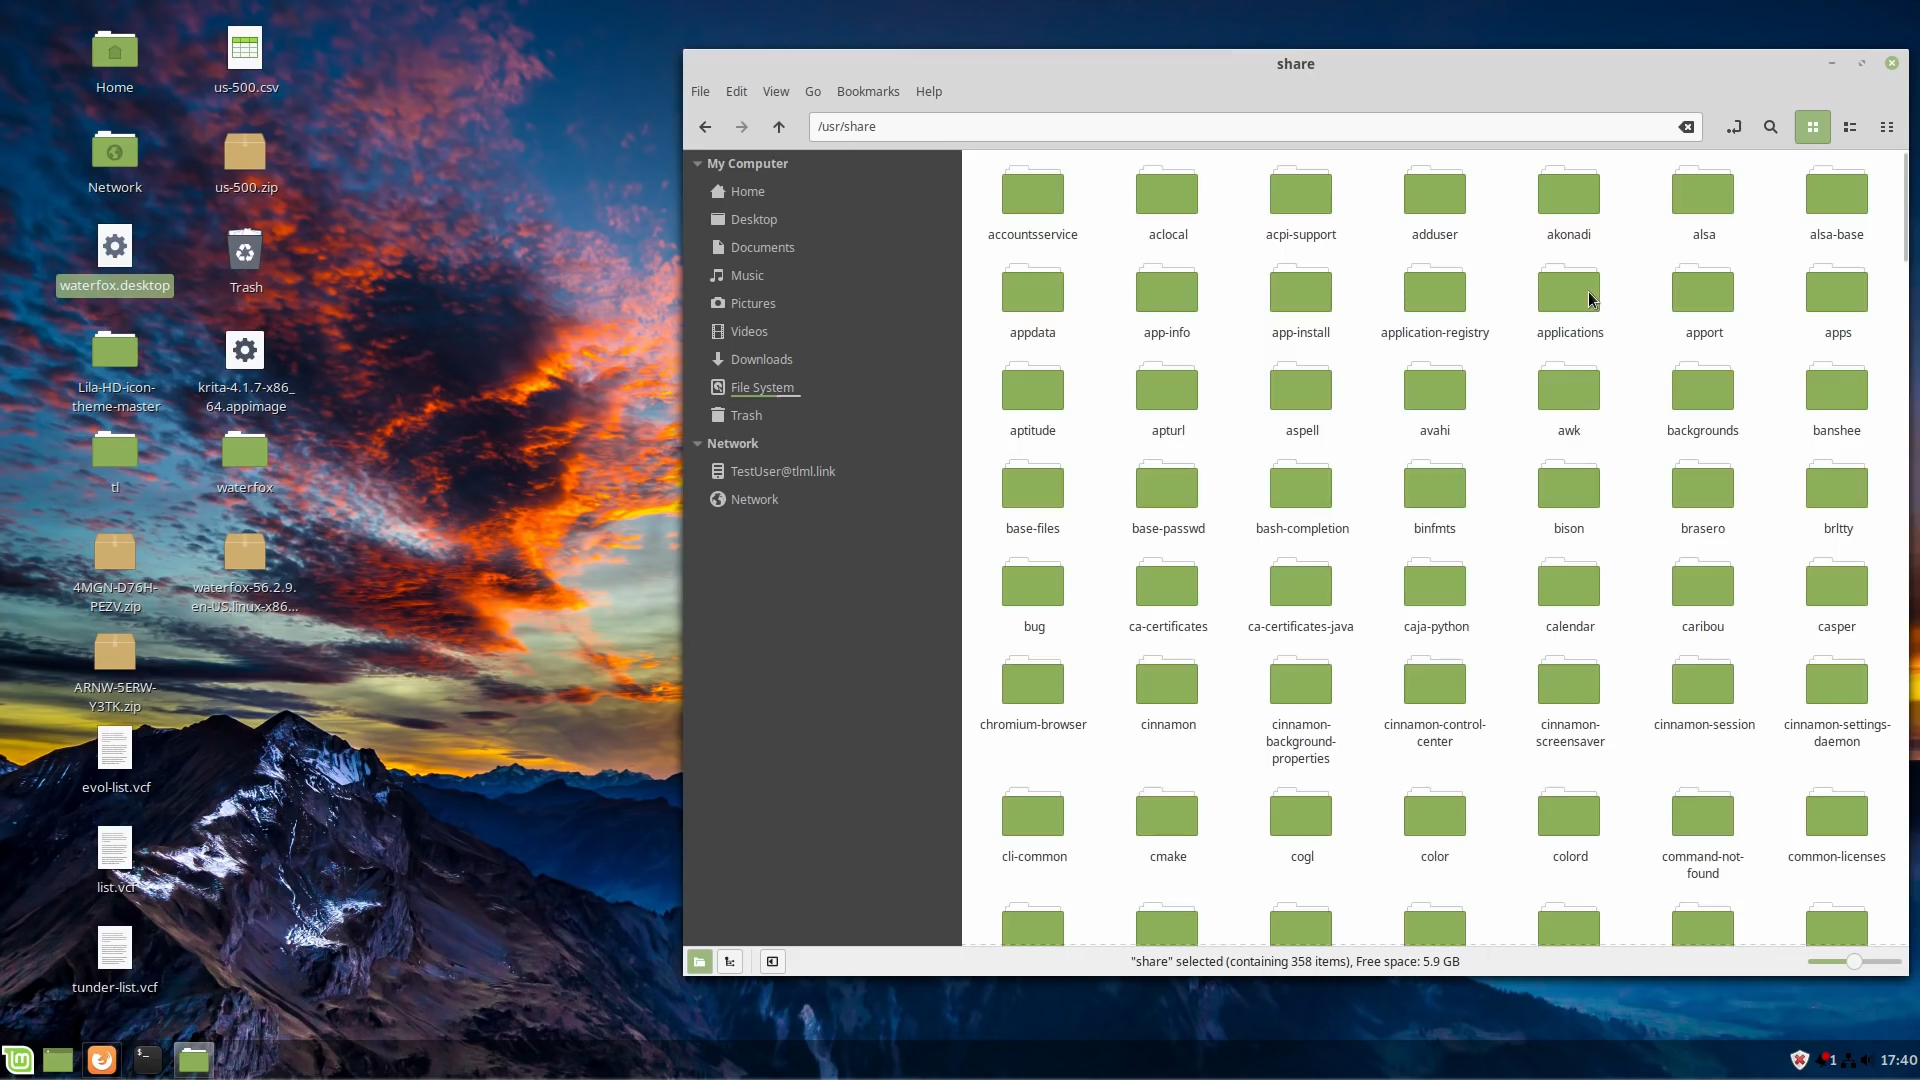 Home
us-500.csv
Network
us-500.zip
waterfox.desktop
Trash
Lila-HD-icon-
theme-master
krita-4.1.7-x86_
64.appimage
tl
waterfox
4MGN-D76H-
PEZV.zip
waterfox-56.2.9.
en-US.linux-x86...
ARNW-5ERW-
Y3TK.zip
evol-list.vcf
list.vcf
tunder-list.vcf
share
File Edit View Go Bookmarks Help
/usr/share
My Computer
Home
Desktop
Documents
Music
Pictures
Videos
Downloads
File System
Trash
Network
TestUser@tlml.link
Network
accountsservice aclocal acpi-support adduser akonadi alsa alsa-base
appdata app-info app-install application-registry applications apport apps
aptitude apturl aspell avahi awk backgrounds banshee
base-files base-passwd bash-completion binfmts bison brasero brltty
bug ca-certificates ca-certificates-java caja-python calendar caribou casper
chromium-browser cinnamon cinnamon- cinnamon-control- cinnamon- cinnamon-session cinnamon-settings-
background- center screensaver daemon
properties
cli-common cmake cogl color colord command-not- common-licenses
found
"share" selected (containing 358 items), Free space: 5.9 GB
1 17:40